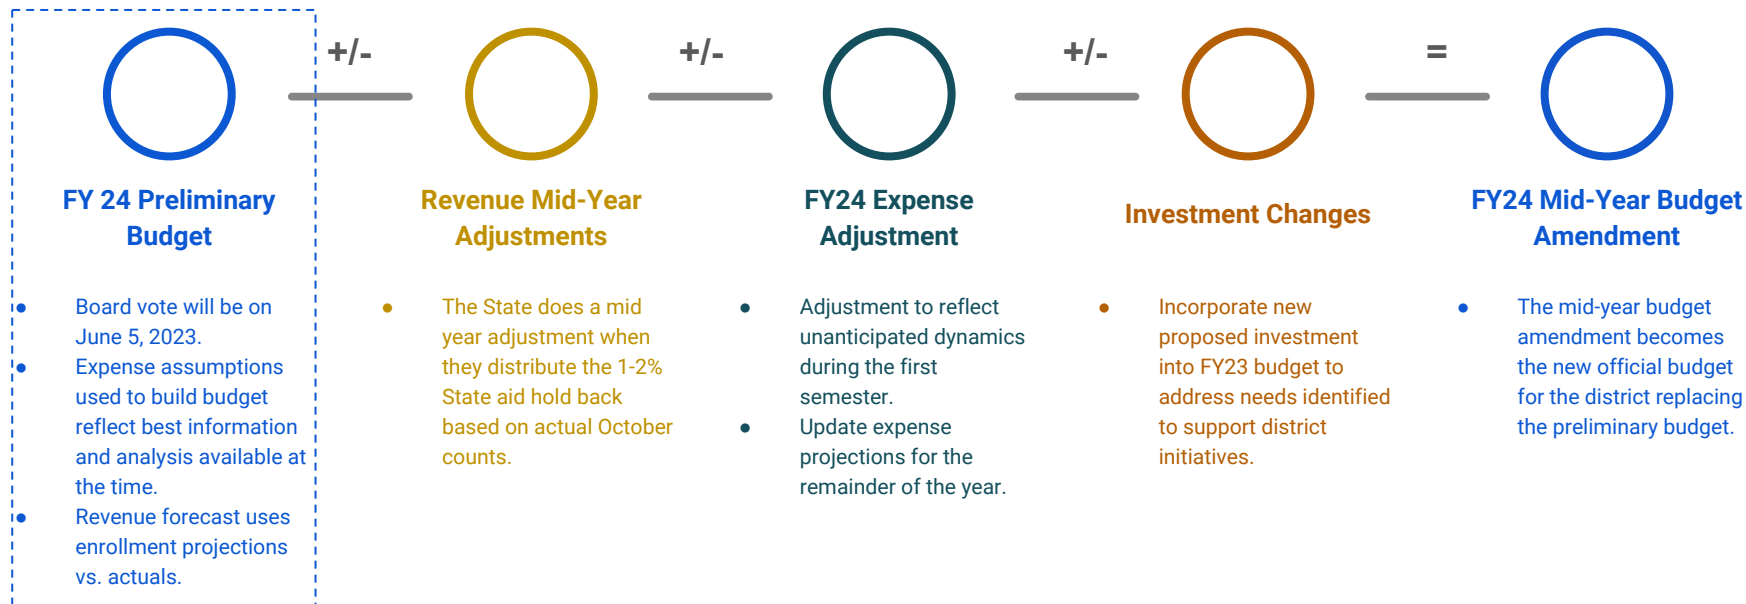 +/-
+/-
+/-
=
FY 24 Preliminary
Budget
● Board vote will be on
June 5, 2023.
● Expense assumptions
used to build budget
reflect best information
and analysis available at
the time.
● Revenue forecast uses
enrollment projections
vs. actuals.
Revenue Mid-Year
Adjustments
● The State does a mid
year adjustment when
they distribute the 1-2%
State aid hold back
based on actual October
counts.
FY24 Expense
Adjustment
● Adjustment to reflect
unanticipated dynamics
during the first
semester.
● Update expense
projections for the
remainder of the year.
Investment Changes
● Incorporate new
proposed investment
into FY23 budget to
address needs identified
to support district
initiatives.
FY24 Mid-Year Budget
Amendment
● The mid-year budget
amendment becomes
the new official budget
for the district replacing
the preliminary budget.